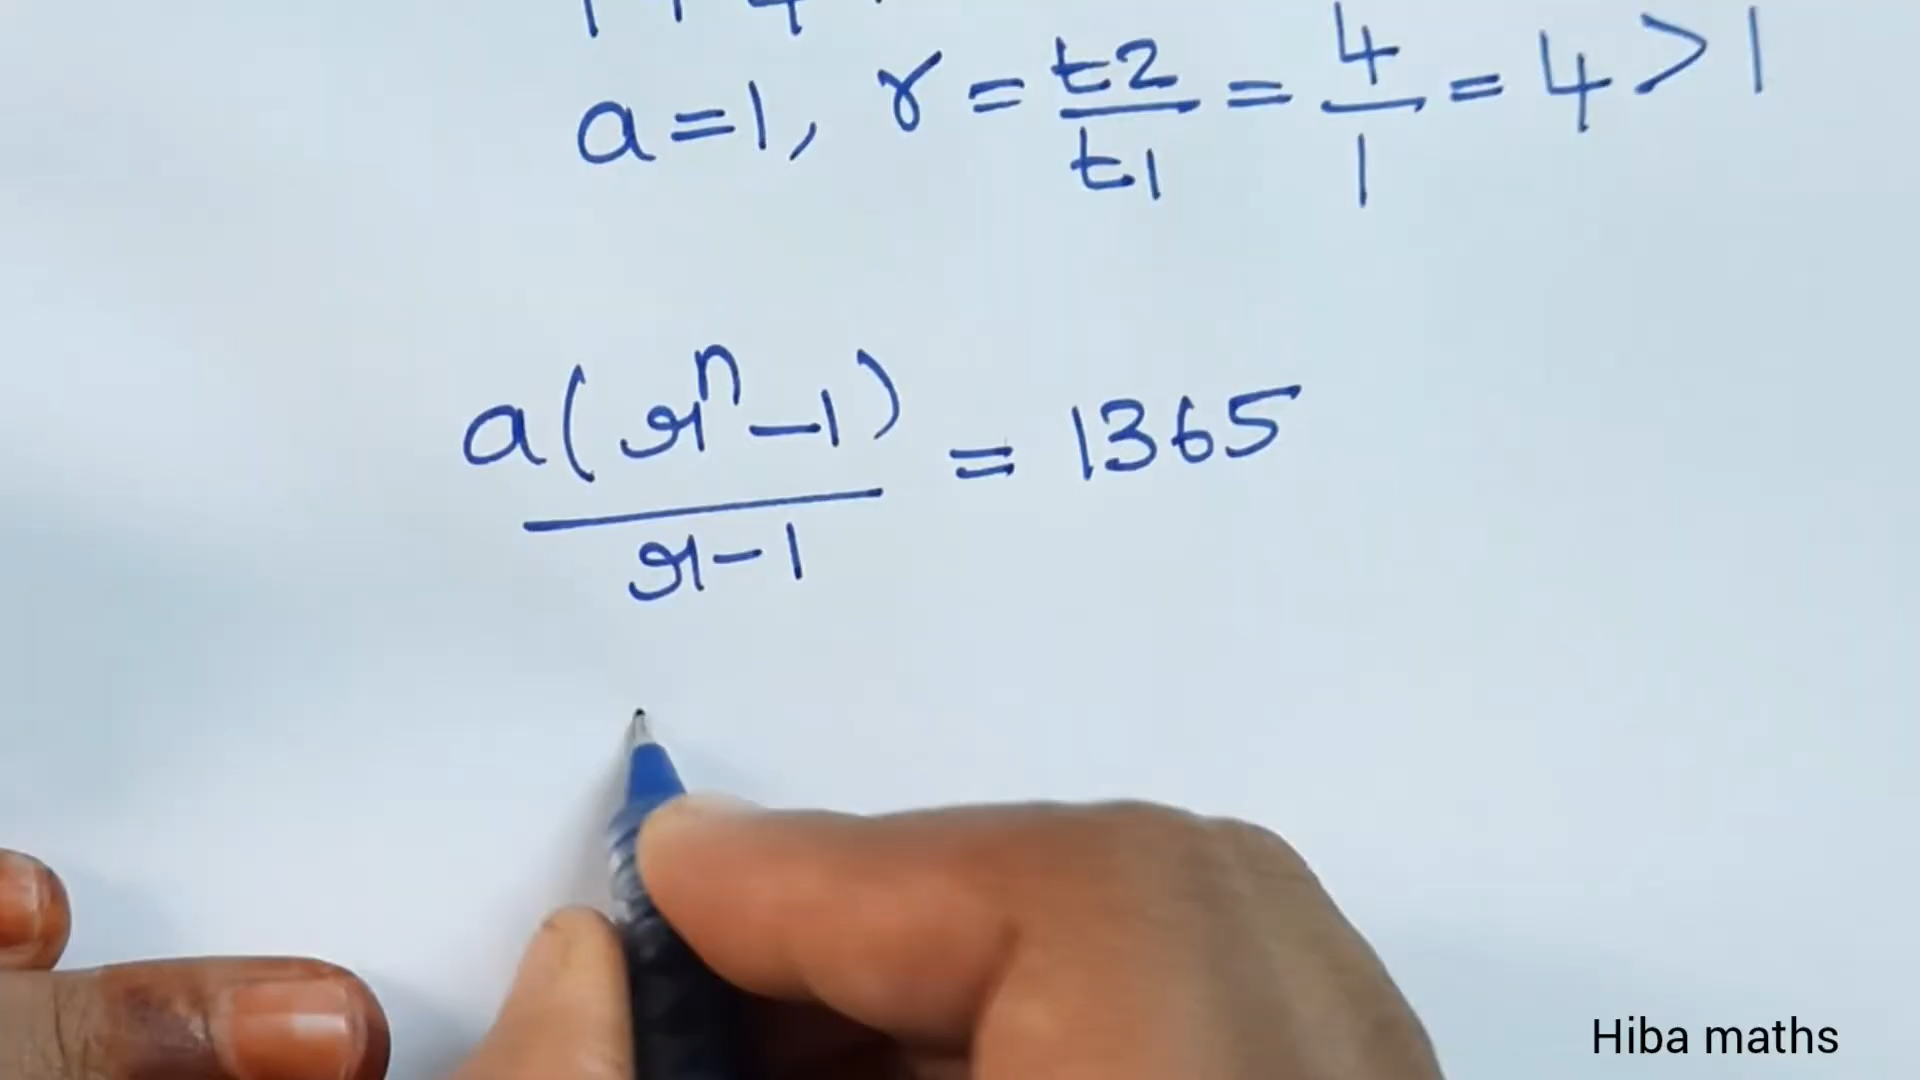 a=1, r = t2/t1 = 4/1 = 4 > 1
a(r^n-1)/r-1 = 1365
Hiba maths